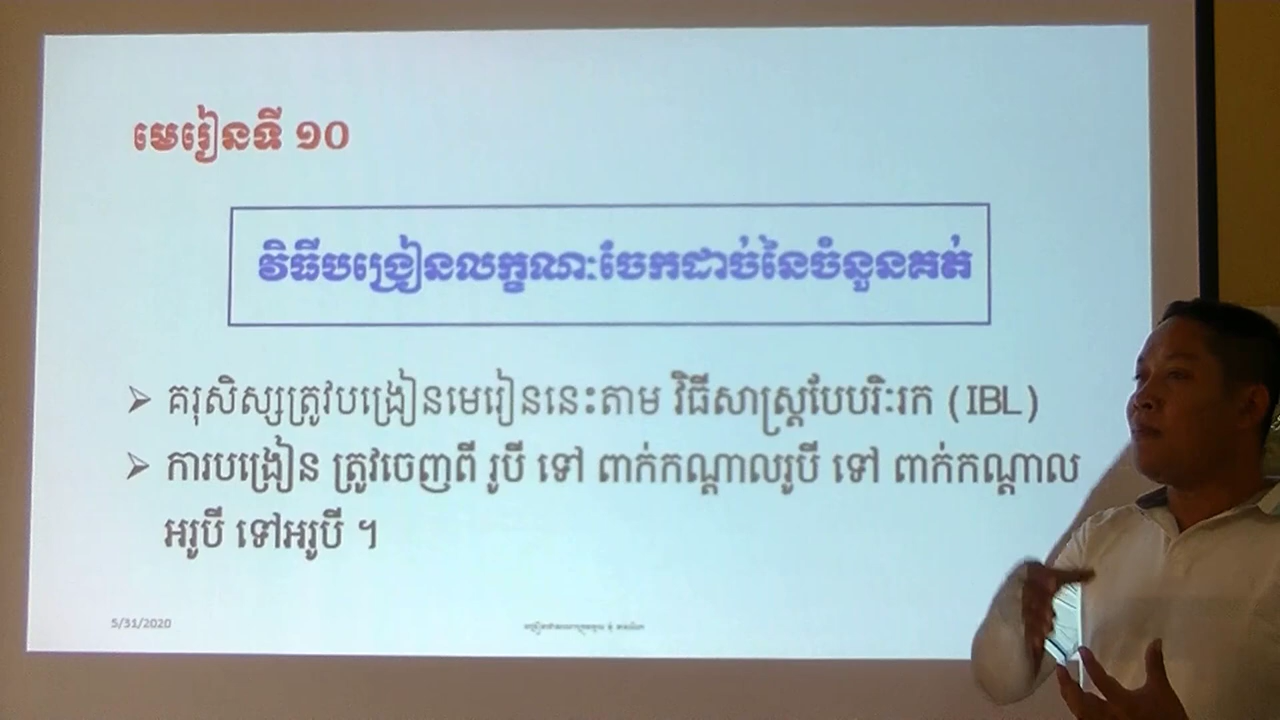 មេរៀនទី ១០
វិធីបង្រៀនលក្ខណៈចែកដាច់នៃចំនួនគត់
➢ គរុសិស្សត្រូវបង្រៀនមេរៀននេះតាម វិធីសាស្ត្របែបរិៈរក (IBL)
➢ ការបង្រៀន ត្រូវចេញពី រូបី ទៅ ពាក់កណ្តាលរូបី ទៅ ពាក់កណ្តាល
អរូបី ទៅអរូបី ។
5/31/2020